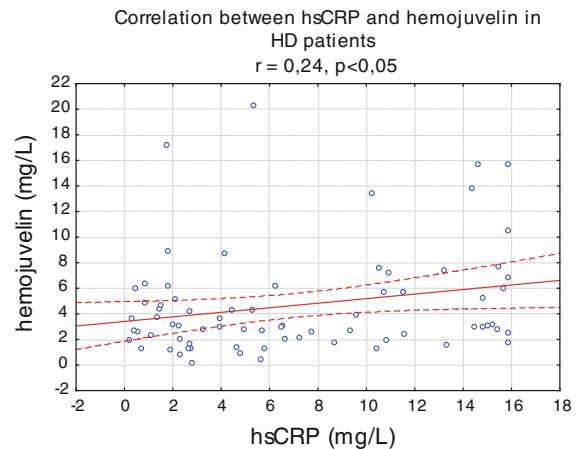 Correlation between hsCRP and hemojuvelin in
HD patients
r = 0,24, p<0,05
hemojuvelin (mg/L)
22
20
18
16
14
12
10
8
6
4
2
0
-2
-2 0 2 4 6 8 10 12 14 16 18
hsCRP (mg/L)